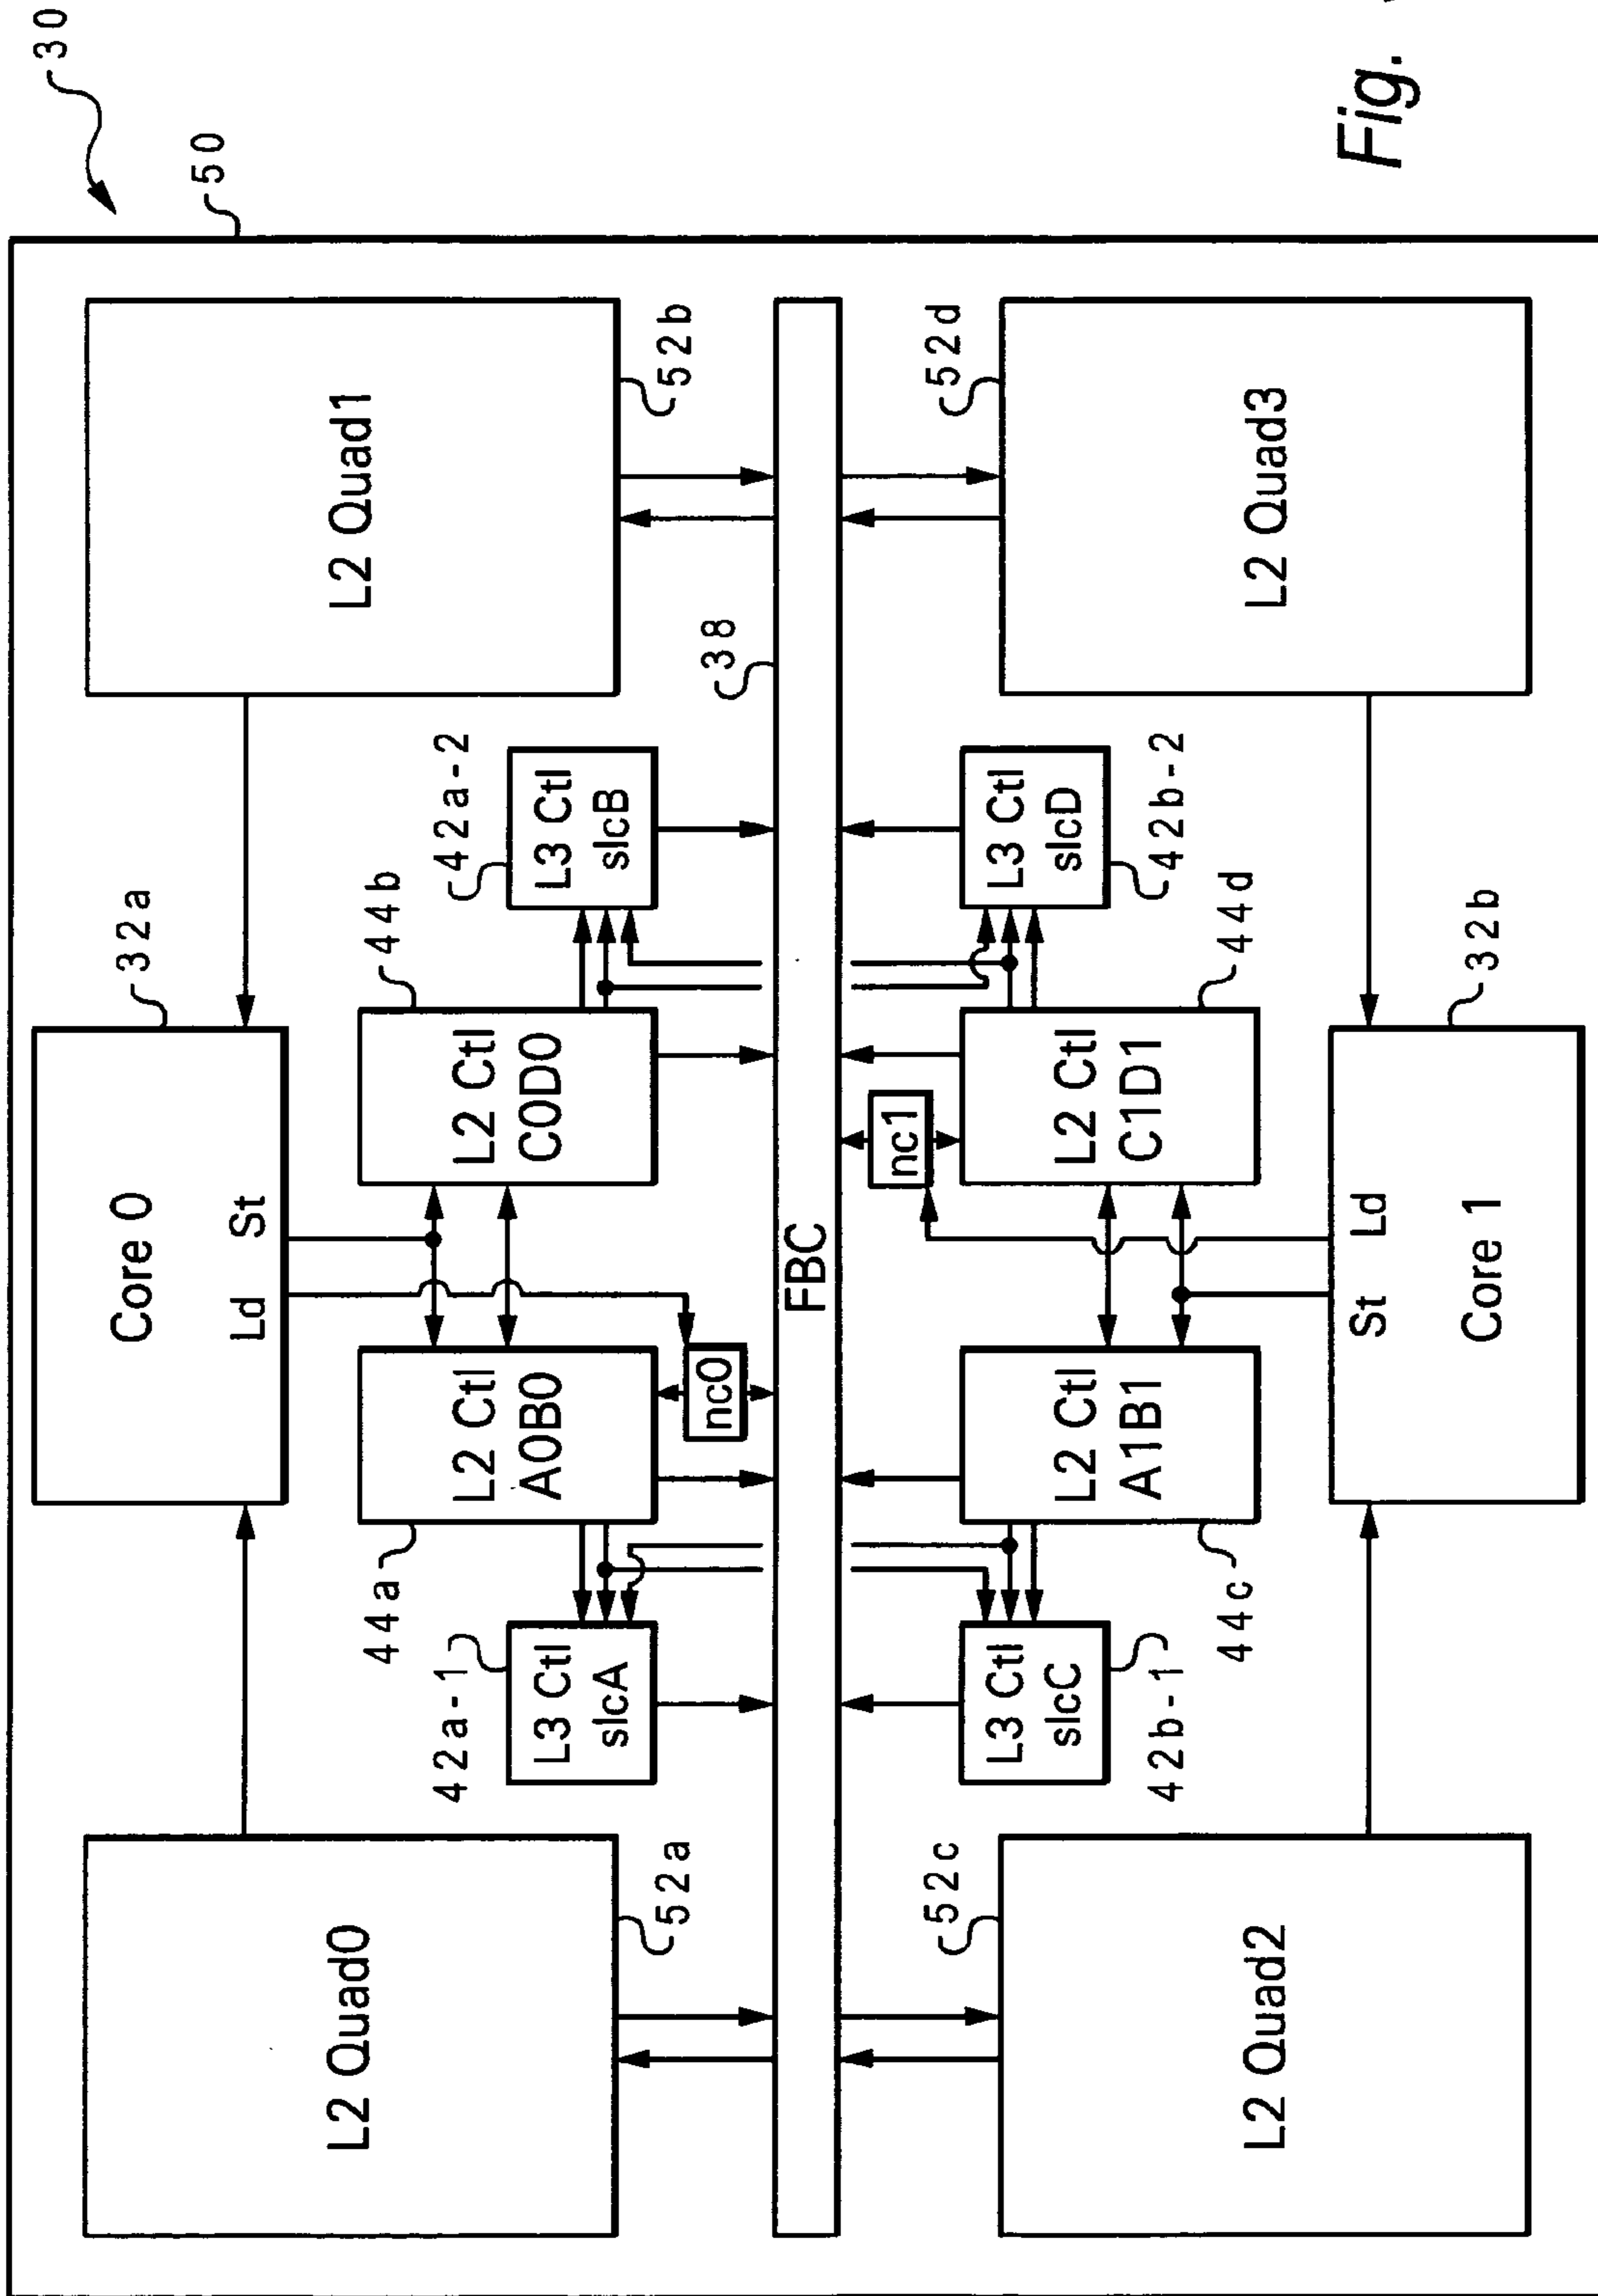 30
50
32a
Core 0
Ld
St
L2 Quad0
52a
L2 Quad1
52b
44a
L2 Ctl
A0B0
44b
L2 Ctl
C0D0
42a-1
L3 Ctl
slcA
42a-2
L3 Ctl
slcB
nc0
38
FBC
nc1
42b-1
L3 Ctl
slcC
42b-2
L3 Ctl
slcD
44c
L2 Ctl
A1B1
44d
L2 Ctl
C1D1
52c
L2 Quad2
52d
L2 Quad3
St
Ld
Core 1
32b
Fig.